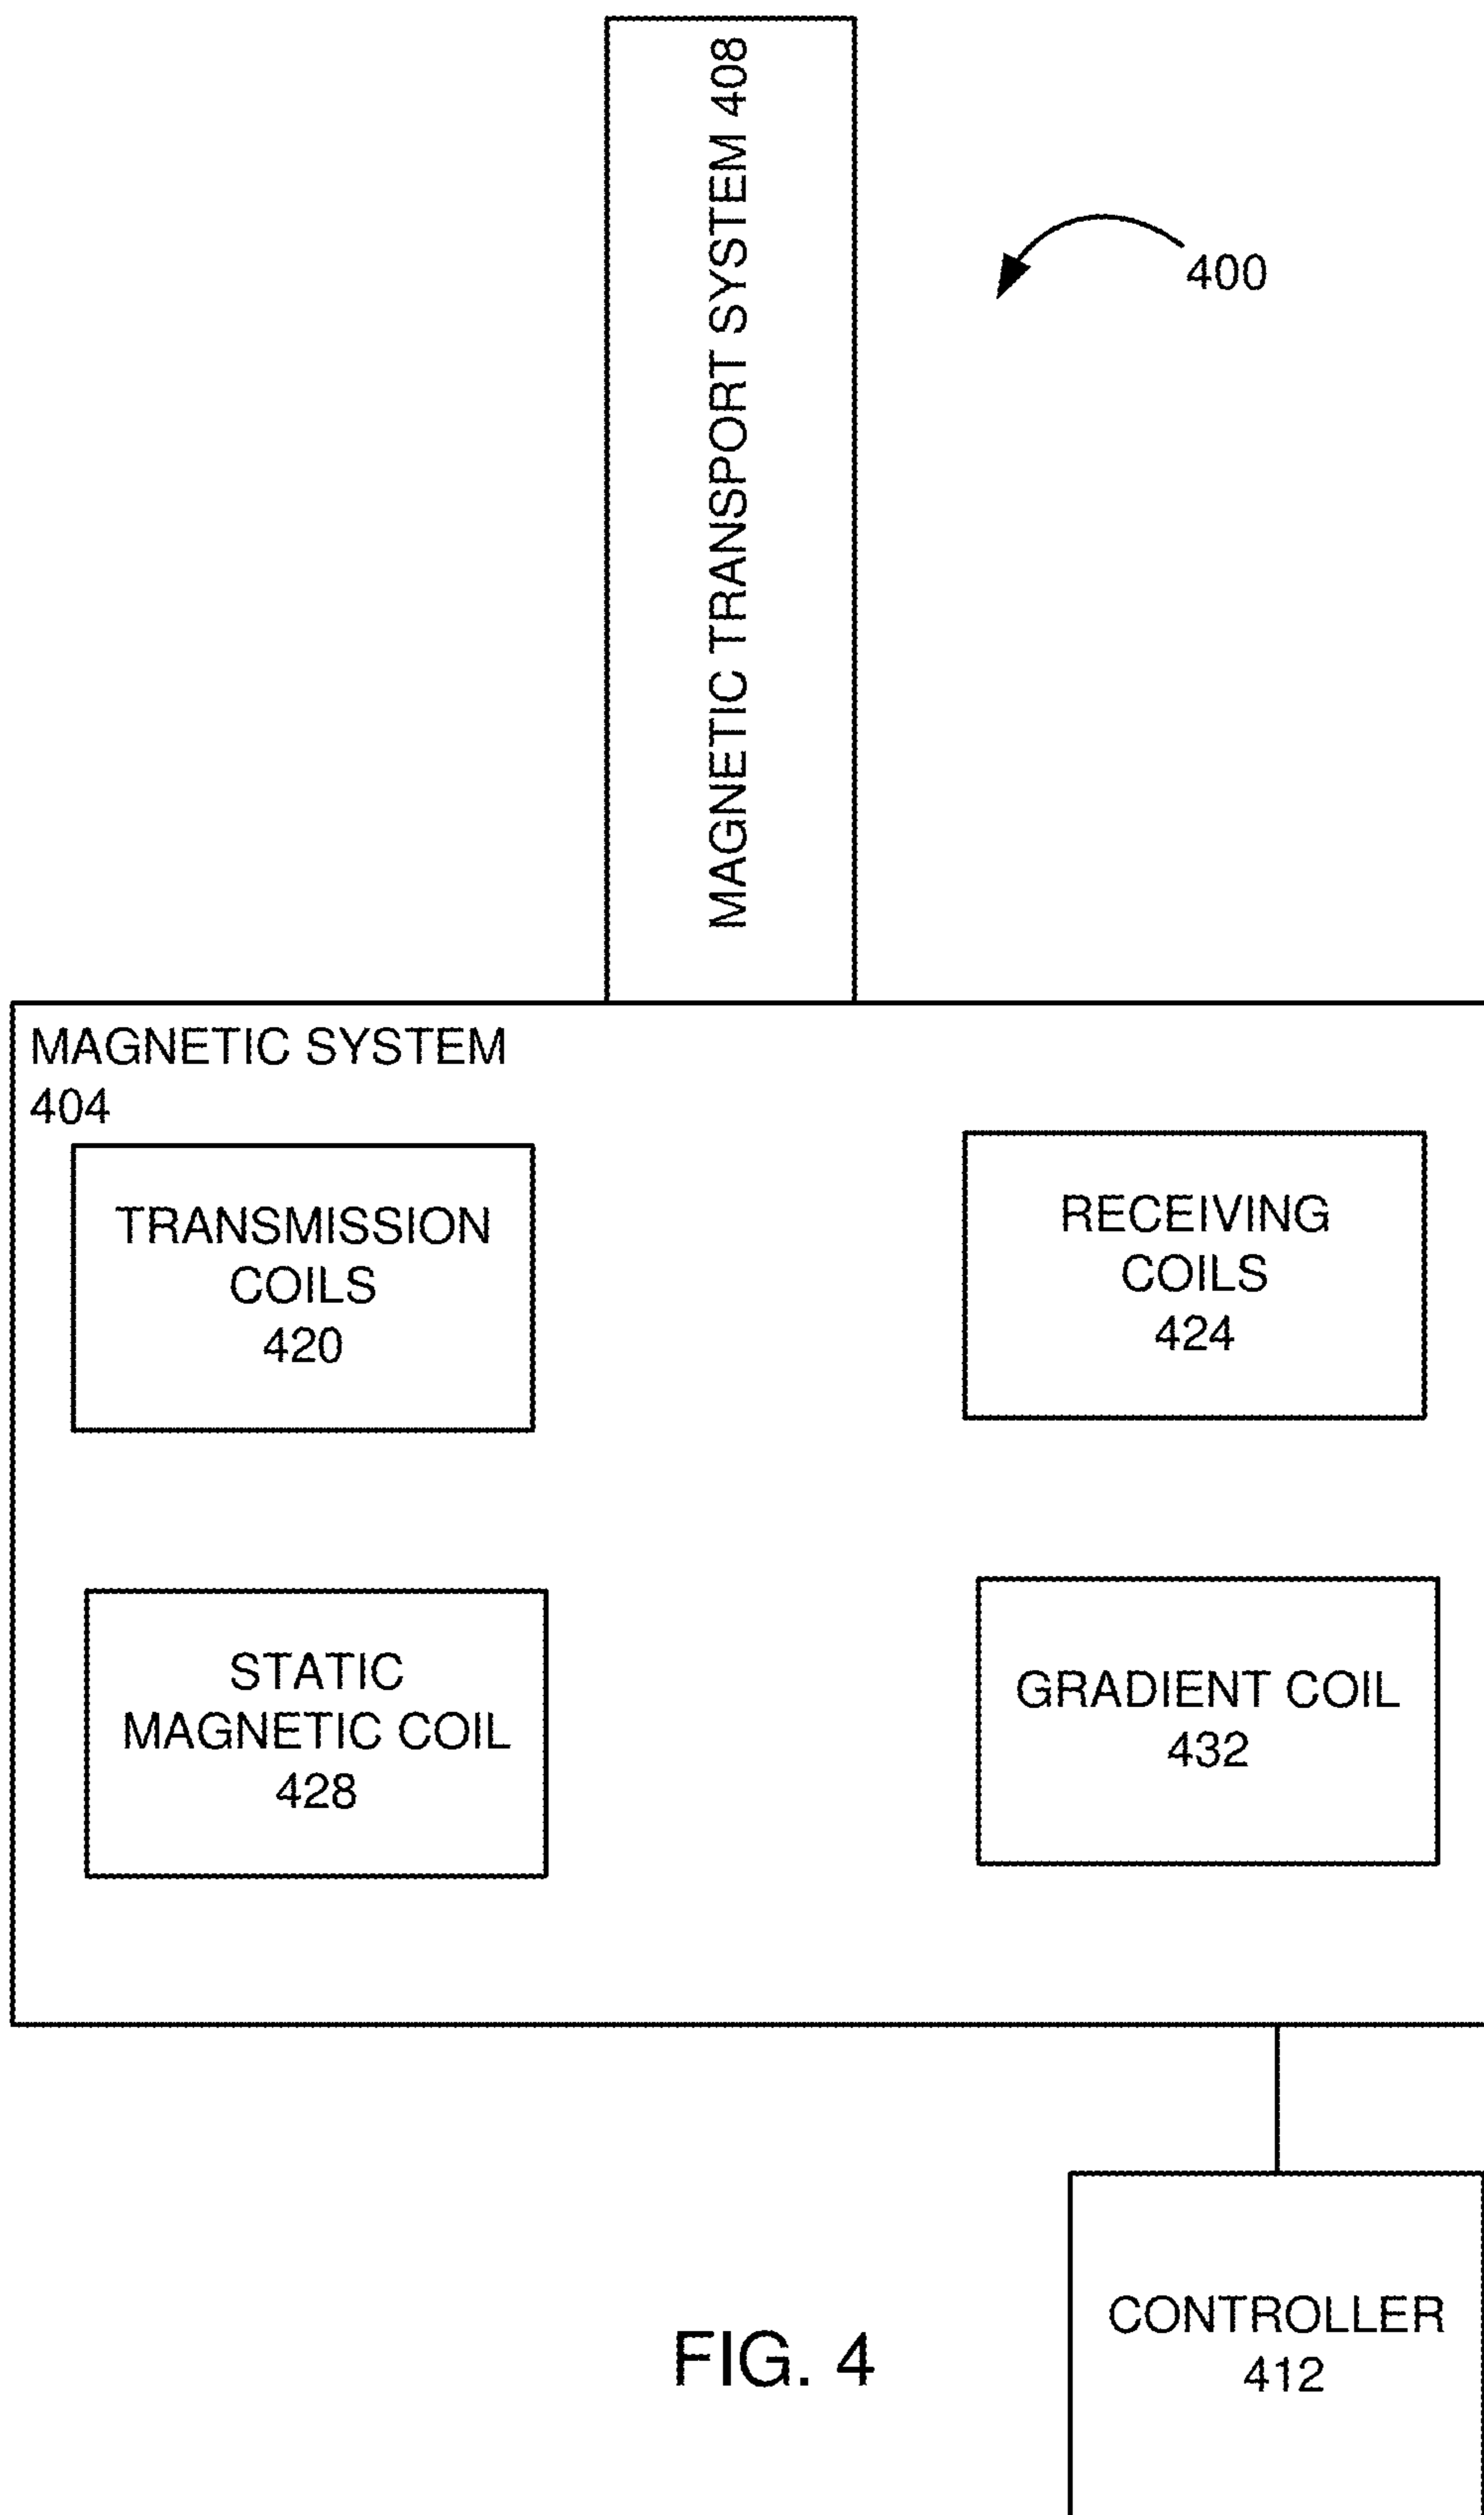 MAGNETIC TRANSPORT SYSTEM 408
400
MAGNETIC SYSTEM
404
TRANSMISSION
COILS
420
RECEIVING
COILS
424
STATIC
MAGNETIC COIL
428
GRADIENT COIL
432
CONTROLLER
412
FIG. 4